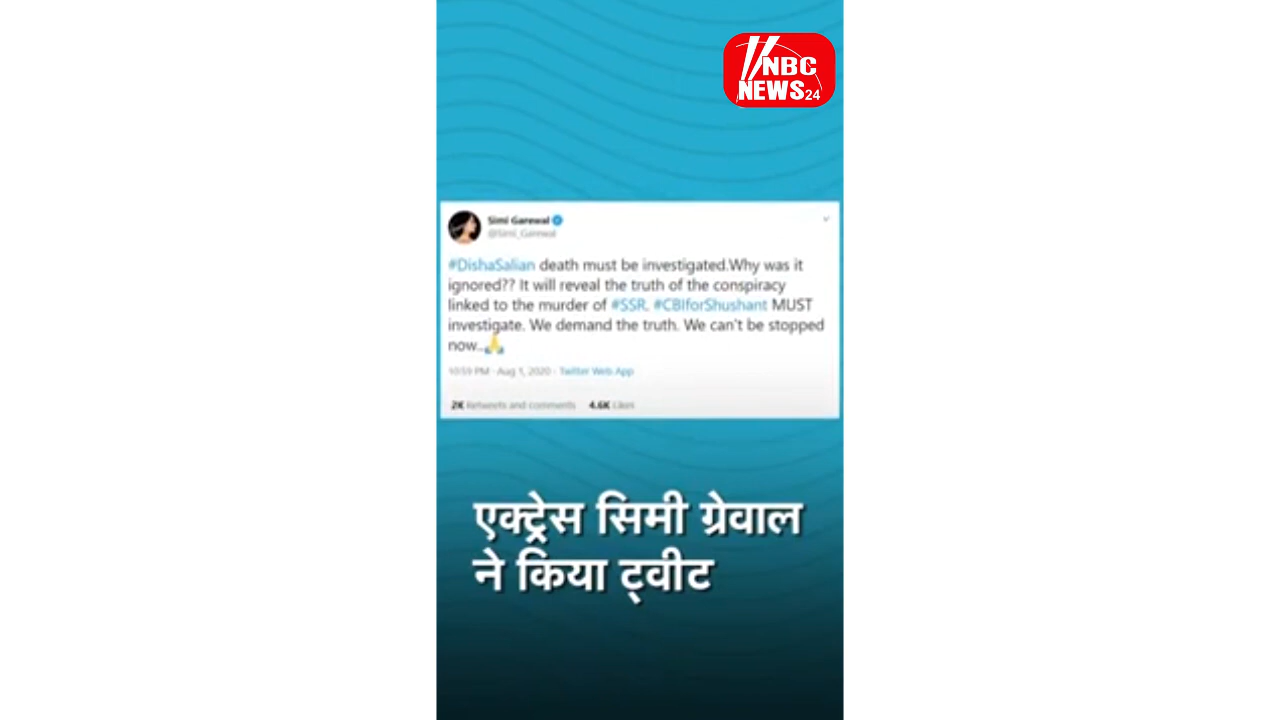 NBC
NEWS24
Simi Garewal
@Simi_Garewal
#DishaSalian death must be investigated.Why was it
ignored?? It will reveal the truth of the conspiracy
linked to the murder of #SSR. #CBIforShushant MUST
investigate. We demand the truth. We can't be stopped
now..🙏
10:59 PM · Aug 1, 2020 · Twitter Web App
2K Retweets and comments 4.6K Likes
एक्ट्रेस सिमी ग्रेवाल
ने किया ट्वीट